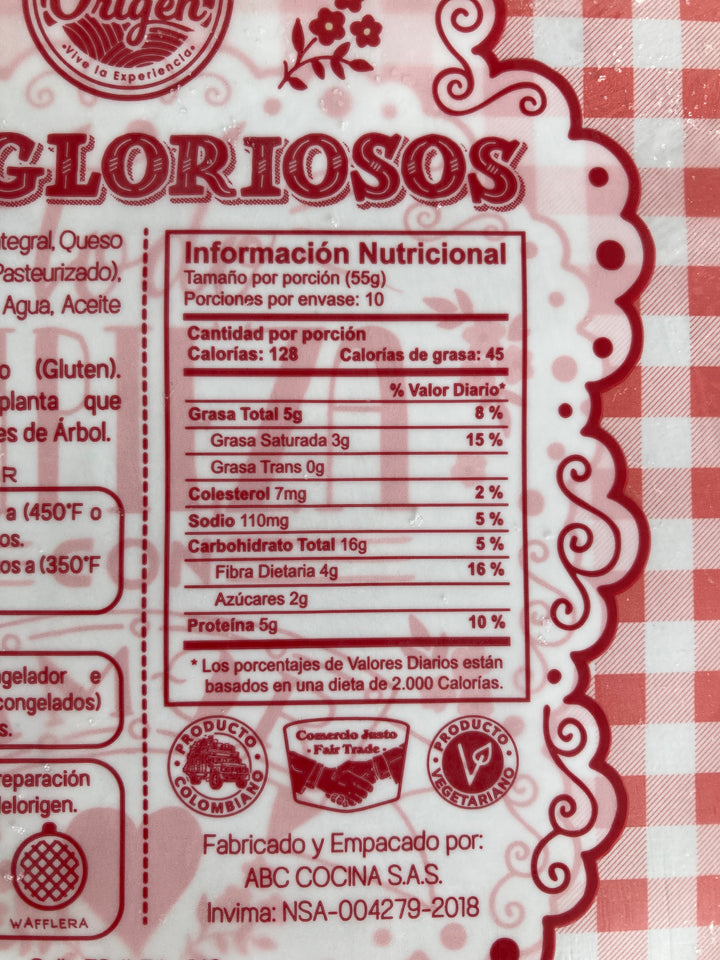 Origen
•Vive la Experiencia•
GLORIOSOS
Queso
Pasteurizado),
Agua, Aceite
(Gluten).
planta que
de Árbol.
a (450°F o
a (350°F
e
congelados)
WAFFLERA
Información Nutricional
Tamaño por porción (55g)
Porciones por envase: 10
Cantidad por porción
Calorías: 128 Calorías de grasa: 45
% Valor Diario*
Grasa Total 5g 8 %
Grasa Saturada 3g 15 %
Grasa Trans 0g
Colesterol 7mg 2 %
Sodio 110mg 5 %
Carbohidrato Total 16g 5 %
Fibra Dietaria 4g 16 %
Azúcares 2g
Proteína 5g 10 %
* Los porcentajes de Valores Diarios están
basados en una dieta de 2.000 Calorías.
• PRODUCTO •
COLOMBIANO
Comercio Justo
• Fair Trade •
• PRODUCTO •
VEGETARIANO
Fabricado y Empacado por:
ABC COCINA S.A.S.
Invima: NSA-004279-2018